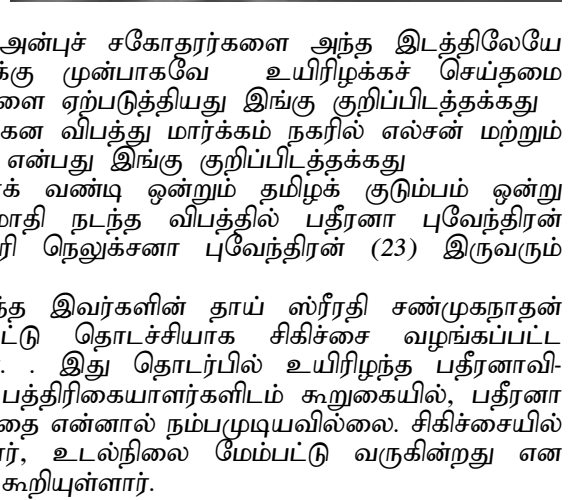 அன்புச் சகோதரர்களை அந்த இடத்திலேயே
க்கு முன்பாகவே உயிரிழக்கச் செய்தமை
களை ஏற்படுத்தியது இங்கு குறிப்பிடத்தக்கது
கன விபத்து மார்க்கம் நகரில் எல்சன் மற்றும்
என்பது இங்கு குறிப்பிடத்தக்கது
ரக் வண்டி ஒன்றும் தமிழக் குடும்பம் ஒன்று
மாதி நடந்த விபத்தில் பதீரனா புவேந்திரன்
ரி நெலுக்சனா புவேந்திரன் (23) இருவரும்
ந்த இவர்களின் தாய் ஸ்ரீரதி சண்முகநாதன்
ட்டு தொடச்சியாக சிகிச்சை வழங்கப்பட்ட
. . இது தொடர்பில் உயிரிழந்த பதீரனாவி-
பத்திரிகையாளர்களிடம் கூறுகையில், பதீரனா
தை என்னால் நம்பமுடியவில்லை. சிகிச்சையில்
ார், உடல்நிலை மேம்பட்டு வருகின்றது என
கூறியுள்ளார்.